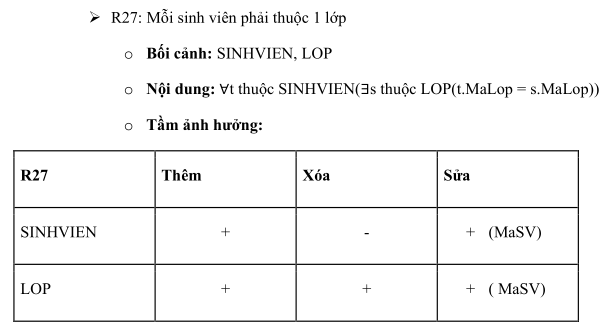 ➢ R27: Mỗi sinh viên phải thuộc 1 lớp
o Bối cảnh: SINHVIEN, LOP
o Nội dung: ∀t thuộc SINHVIEN(∃s thuộc LOP(t.MaLop = s.MaLop))
o Tầm ảnh hưởng:
R27 Thêm Xóa Sửa
SINHVIEN + - + (MaSV)
LOP + + + ( MaSV)